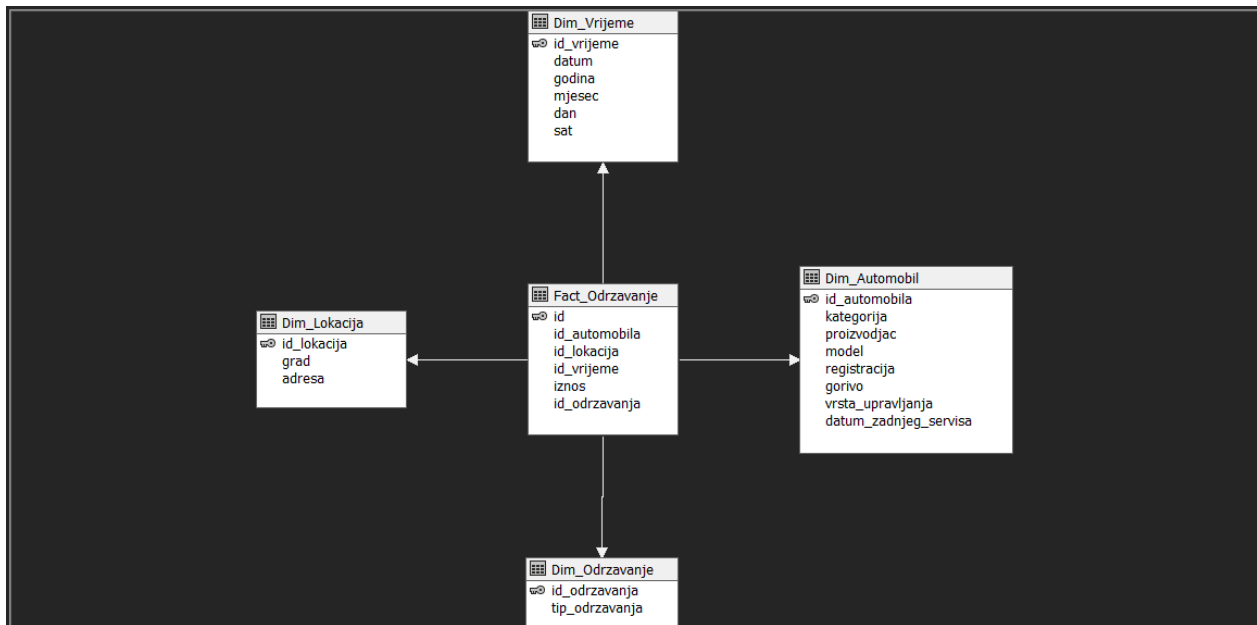 Dim_Vrijeme
id_vrijeme
datum
godina
mjesec
dan
sat
Dim_Lokacija
id_lokacija
grad
adresa
Fact_Odrzavanje
id
id_automobila
id_lokacija
id_vrijeme
iznos
id_odrzavanja
Dim_Automobil
id_automobila
kategorija
proizvodjac
model
registracija
gorivo
vrsta_upravljanja
datum_zadnjeg_servisa
Dim_Odrzavanje
id_odrzavanja
tip_odrzavanja